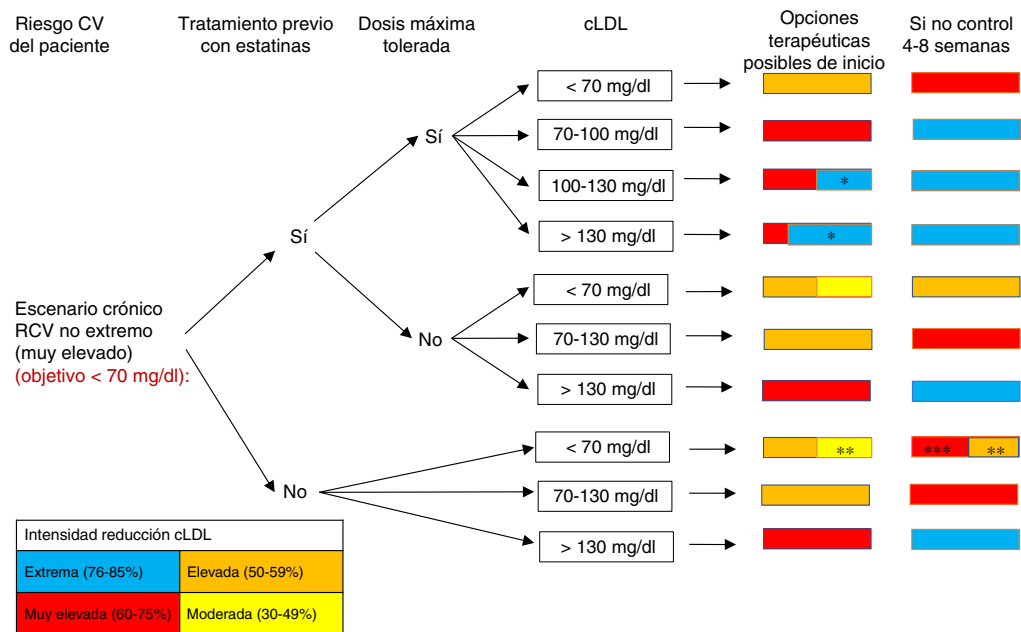 Riesgo CV
del paciente
Tratamiento previo
con estatinas
Dosis máxima
tolerada
cLDL
Opciones
terapéuticas
posibles de inicio
Si no control
4-8 semanas
Escenario crónico
RCV no extremo
(muy elevado)
(objetivo < 70 mg/dl):
Sí
Sí
< 70 mg/dl
70-100 mg/dl
100-130 mg/dl
*
> 130 mg/dl
*
No
< 70 mg/dl
70-130 mg/dl
> 130 mg/dl
No
< 70 mg/dl
**
***
**
70-130 mg/dl
> 130 mg/dl
Intensidad reducción cLDL
Extrema (76-85%)
Elevada (50-59%)
Muy elevada (60-75%)
Moderada (30-49%)